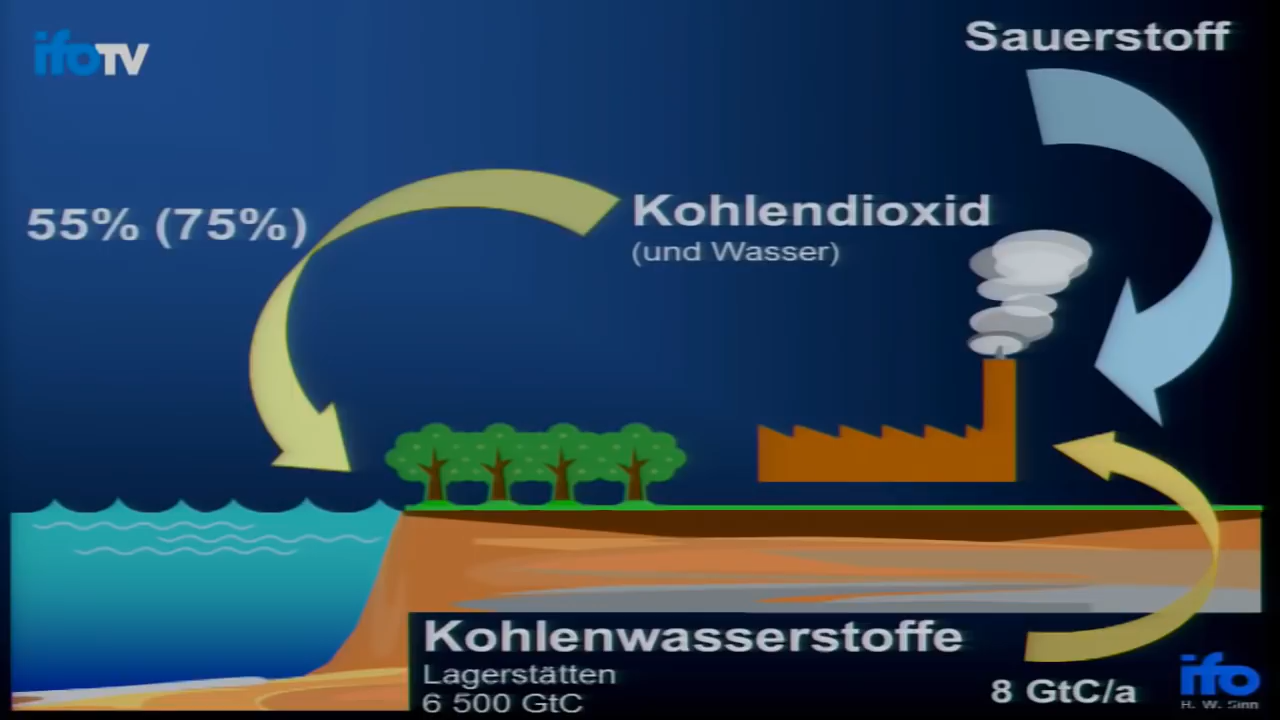 ifoTV
Sauerstoff
55% (75%)
Kohlendioxid
(und Wasser)
Kohlenwasserstoffe
Lagerstätten
6 500 GtC
8 GtC/a
ifo
H. W. Sinn